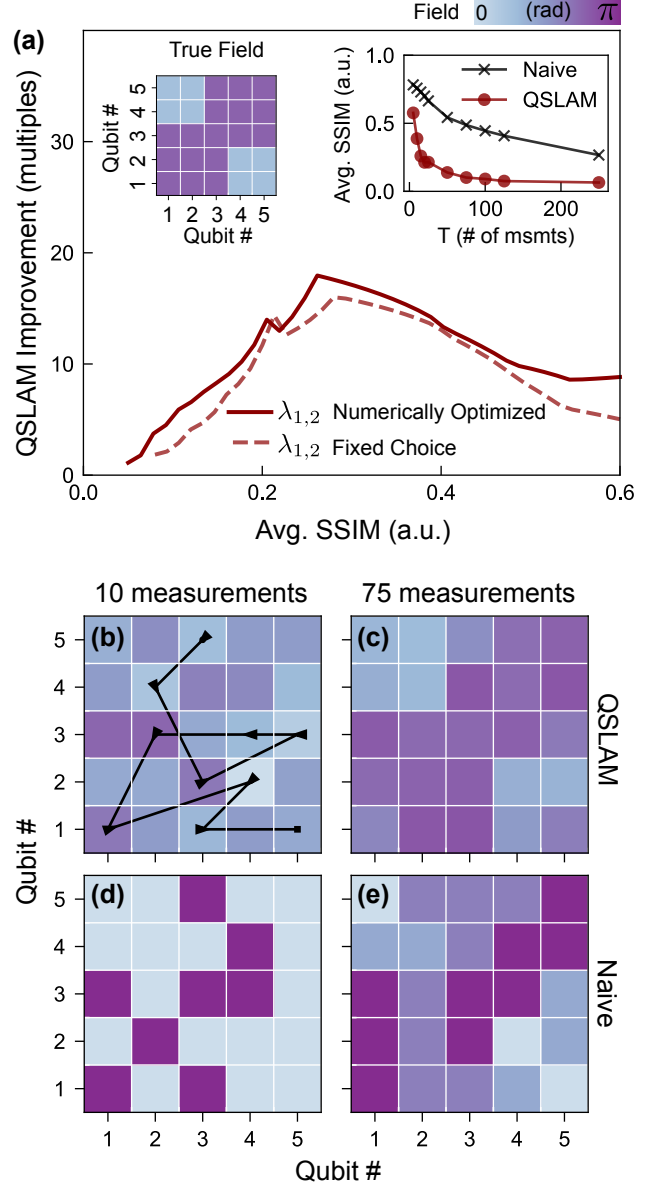 Field 0 (rad) π
(a)
True Field
Qubit #
5
4
3
2
1
1 2 3 4 5
Qubit #
Avg. SSIM (a.u.)
1.0
0.5
0.0
Naive
QSLAM
0 100 200
T (# of msmts)
QSLAM Improvement (multiples)
30
20
10
0
λ1,2 Numerically Optimized
λ1,2 Fixed Choice
0.0 0.2 0.4 0.6
Avg. SSIM (a.u.)
10 measurements
75 measurements
(b)
(c)
5
4
3
2
1
QSLAM
Qubit #
(d)
(e)
5
4
3
2
1
Naive
1 2 3 4 5
1 2 3 4 5
Qubit #